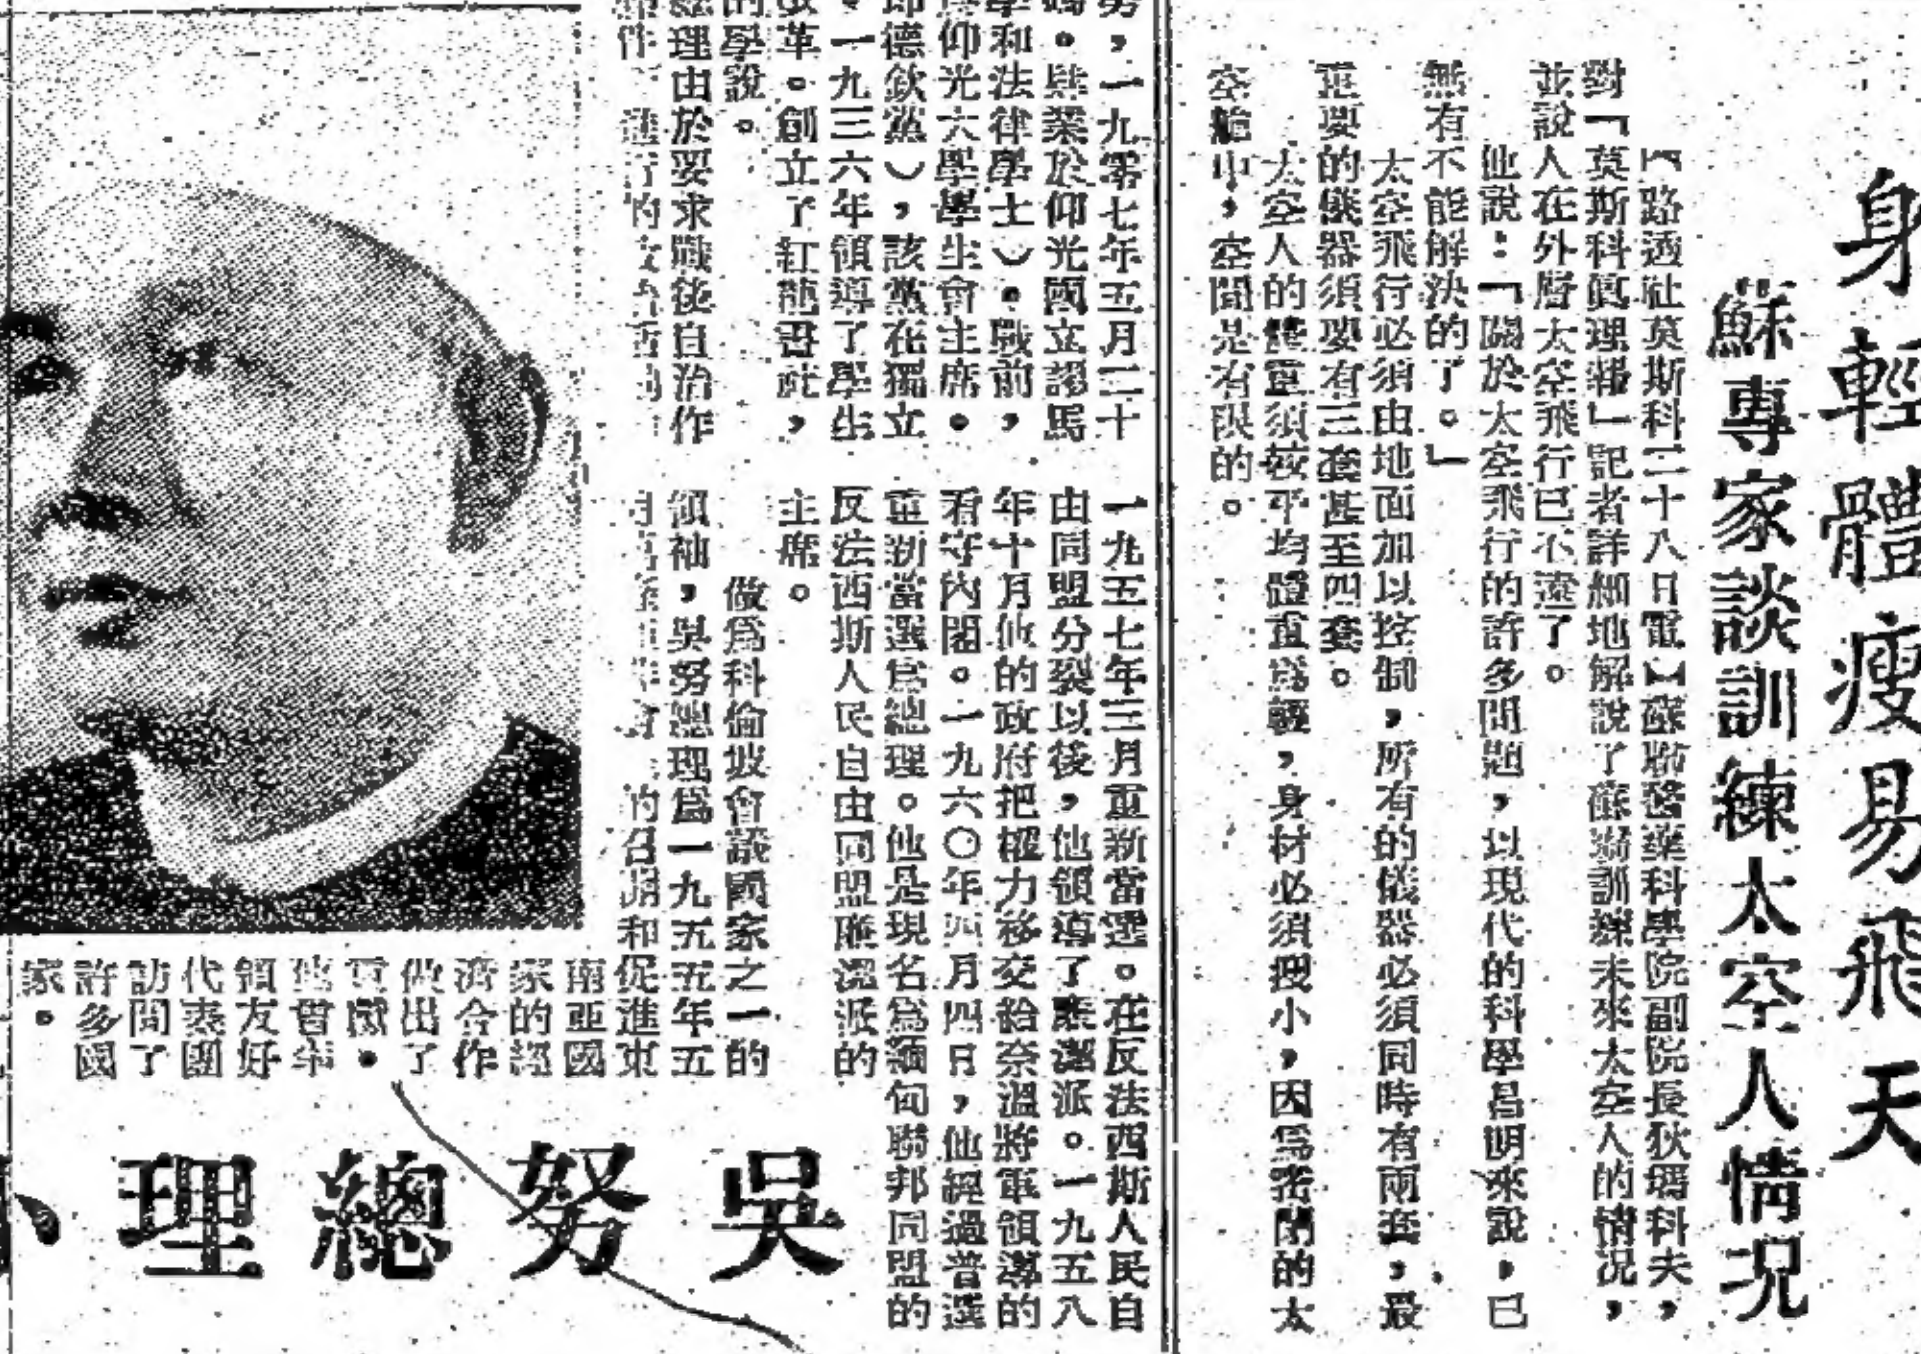 身輕體瘦易飛天
蘇專家談訓練太空人情况
【路透社莫斯科二十八日電】蘇聯醫藥科學院副院長狄瑪科夫，
對「莫斯科眞理報」記者詳細地解說了蘇聯訓練未來太空人的情況，
並說人在外層太空飛行已不遠了。
他說：「關於太空飛行的許多問題，以現代的科學昌明來說，已
無有不能解決的了。」
太空飛行必須由地面加以控制，所有的儀器必須同時有兩套，最
重要的儀器須要有三套甚至四套。
太空人的體重須較平均體重爲輕，身材必須矮小，因爲密閉的太
空艙中，空間是有限的。
努，一九零七年五月二十
業於仰光國立
學和法律學士）。戰前，
仰光大學學生會主席。
即德欽黨），該黨在獨立
。一九三六年領導了學生
改革。創立了紅龍書社，
的學說。
總理由於要求戰後自治作
一九五七年三月重新當選。在反法西斯人民自
由同盟分裂以後，他領導了廉潔派。一九五八
年十月他的政府把權力移交給奈溫將軍領導的
看守內閣。一九六〇年四月四日，他經過普選
重新當選爲總理。他是現名爲緬甸聯邦同盟的
反法西斯人民自由同盟廉潔派的
主席。
做爲科倫坡會議國家之一的
領袖，吳努總理爲一九五五年五
的召開和促進東
南亞國
家的經
濟合作
做出了
貢獻。
他曾率
領友好
代表團
訪問了
許多國
家。
吳努總理小